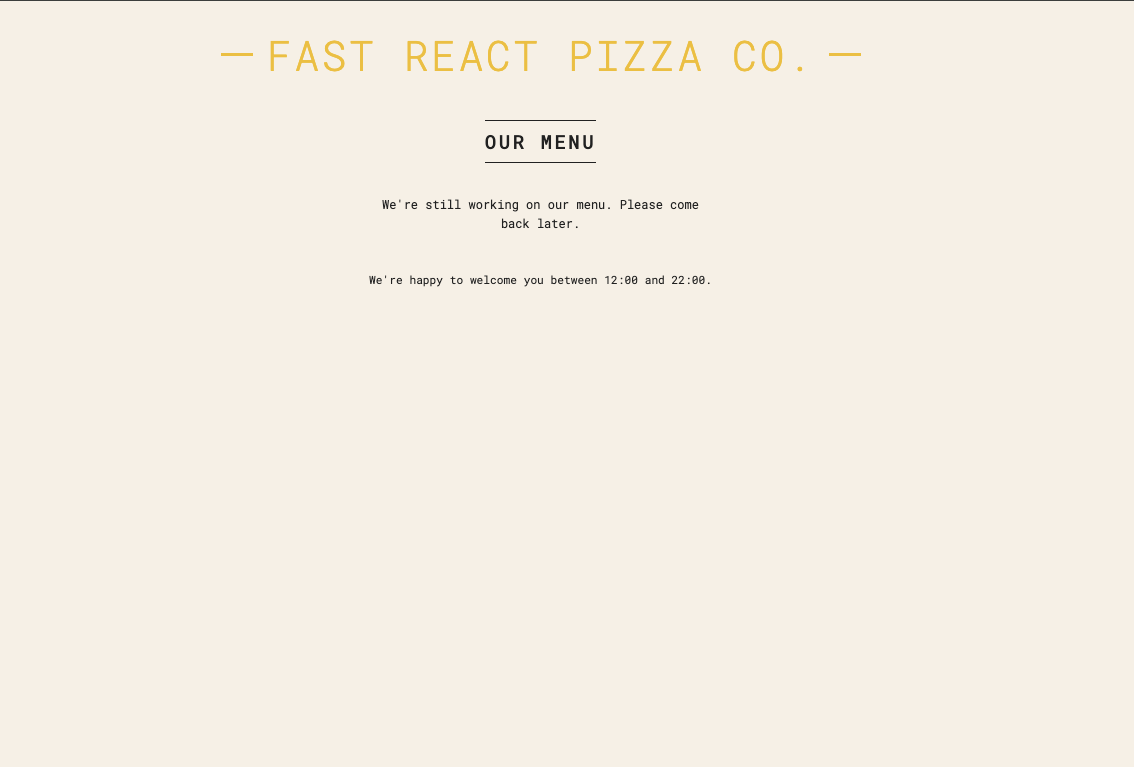 — FAST REACT PIZZA CO. —
OUR MENU
We're still working on our menu. Please come
back later.
We're happy to welcome you between 12:00 and 22:00.